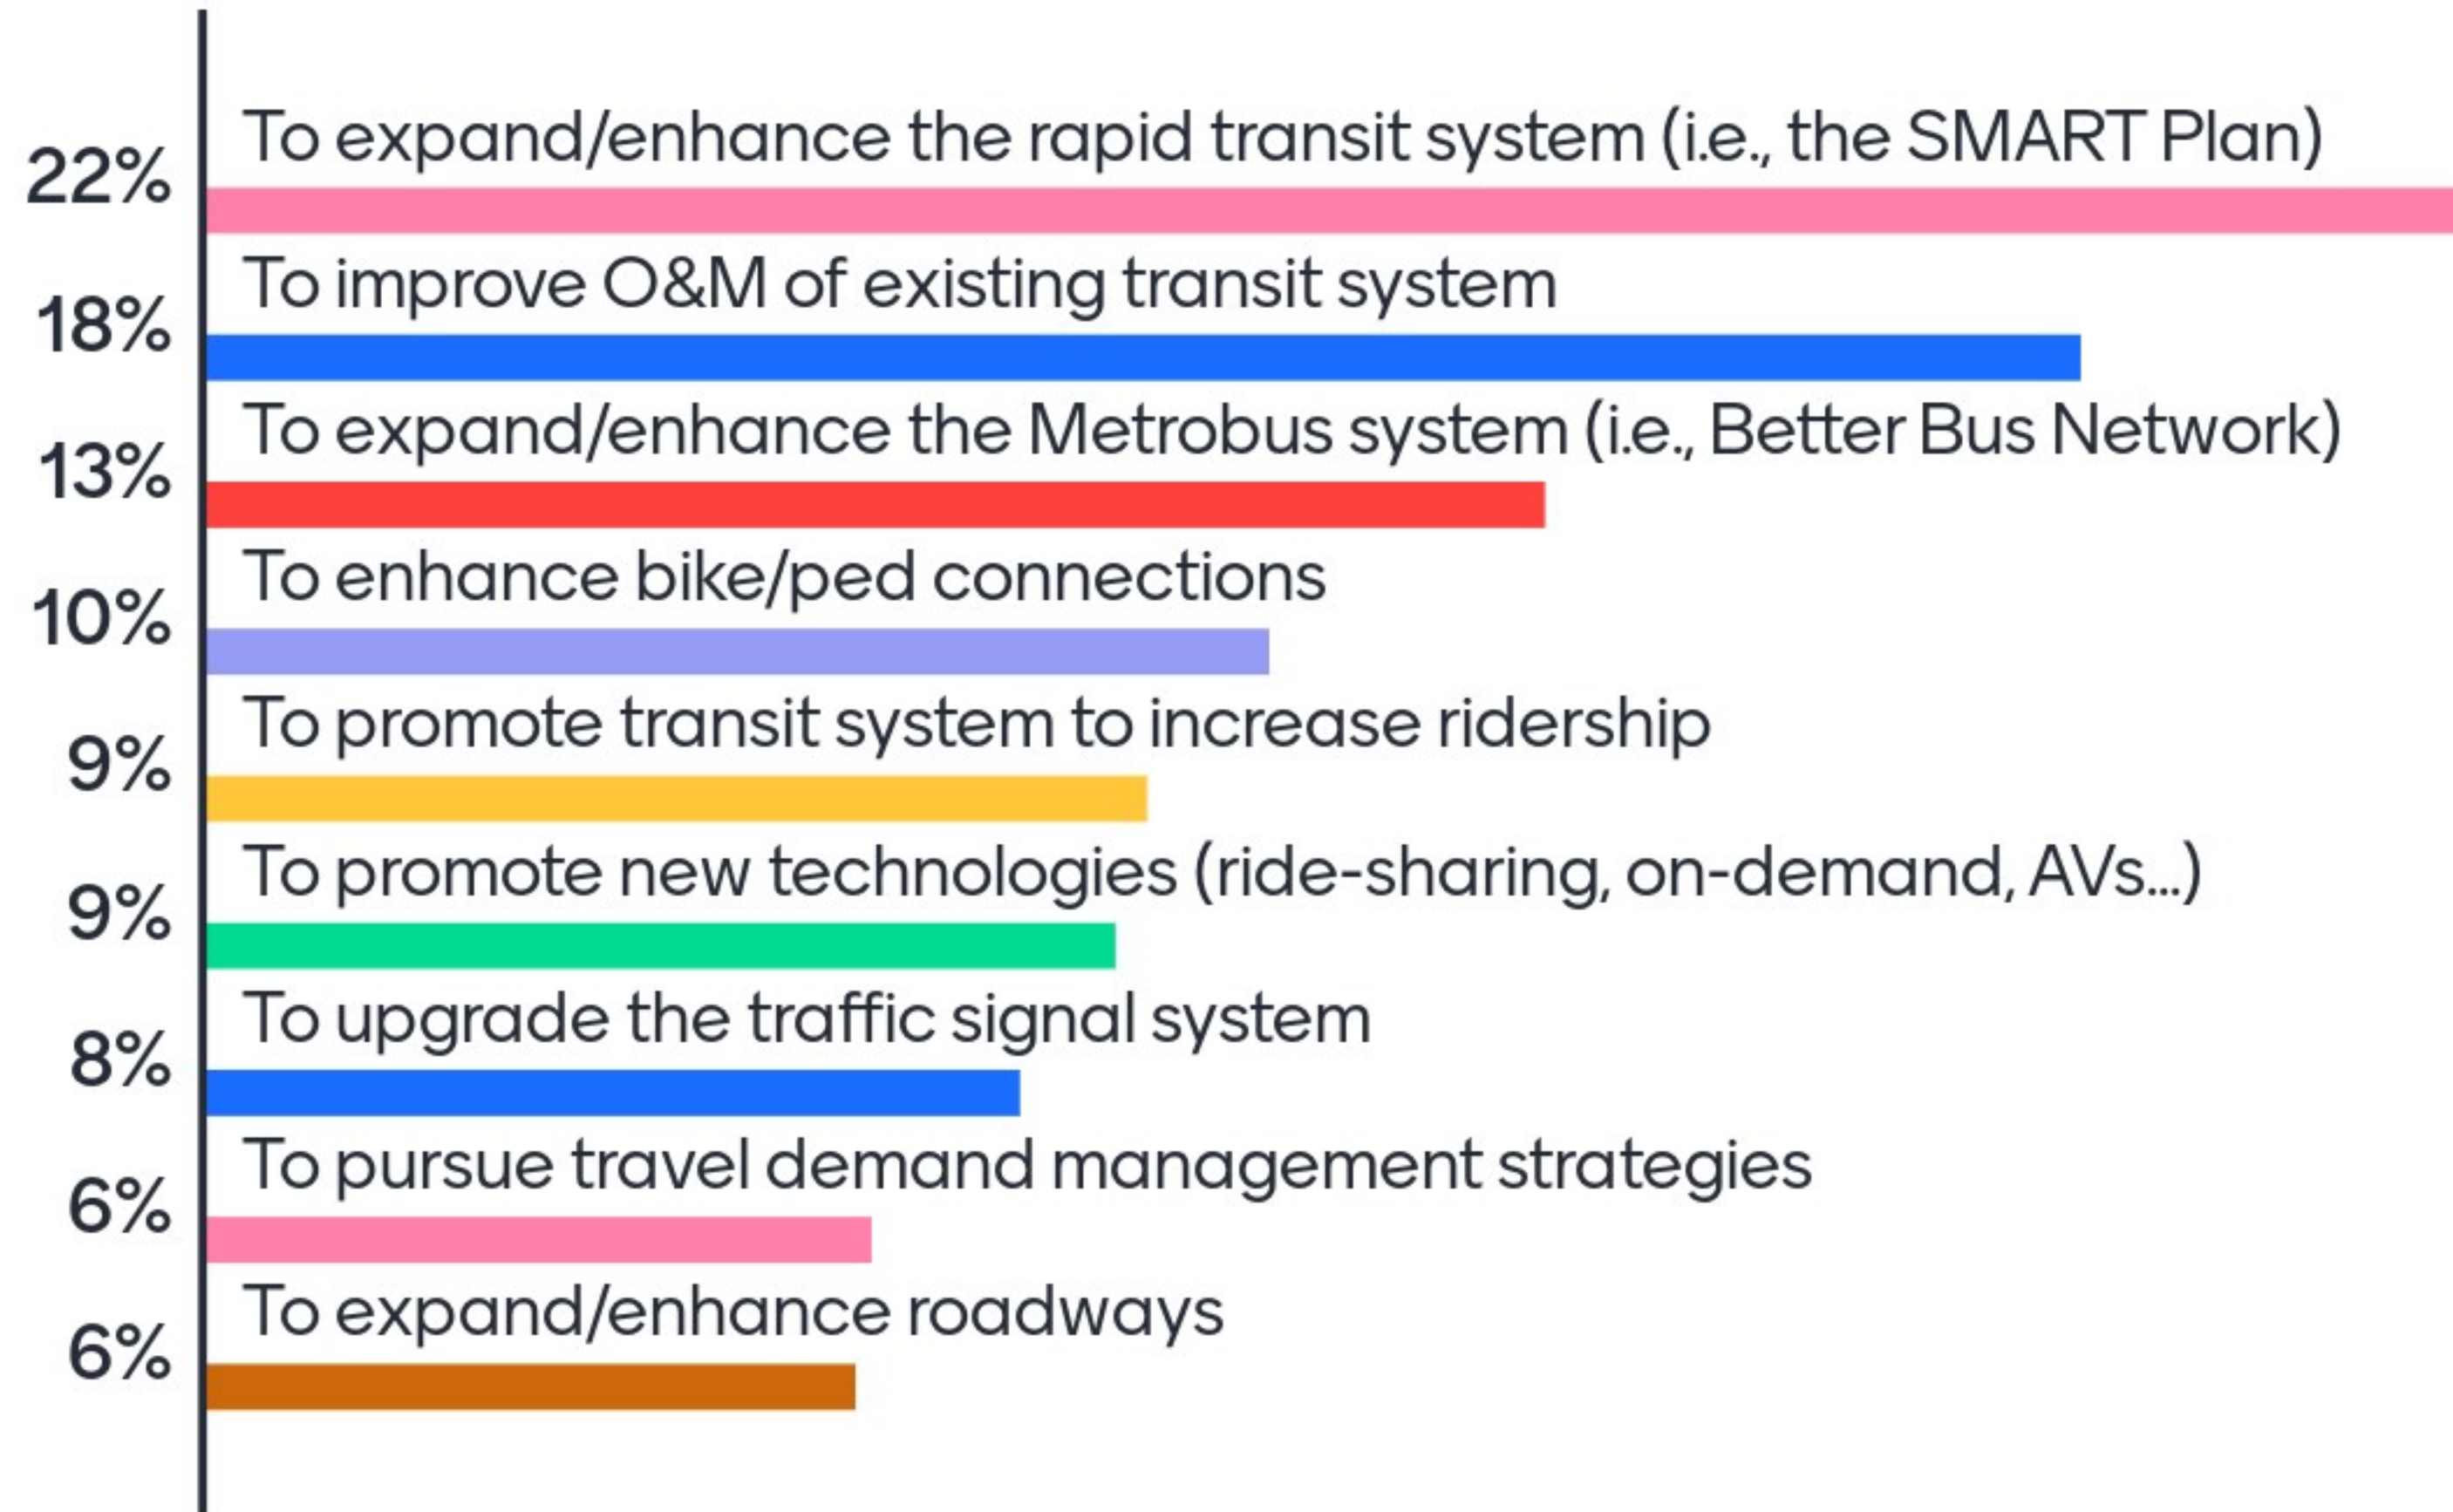 To expand/enhance the rapid transit system (i.e., the SMART Plan)
22%
To improve O&M of existing transit system
18%
To expand/enhance the Metrobus system (i.e., Better Bus Network)
13%
To enhance bike/ped connections
10%
To promote transit system to increase ridership
9%
To promote new technologies (ride-sharing, on-demand, AVs...)
9%
To upgrade the traffic signal system
8%
To pursue travel demand management strategies
6%
To expand/enhance roadways
6%